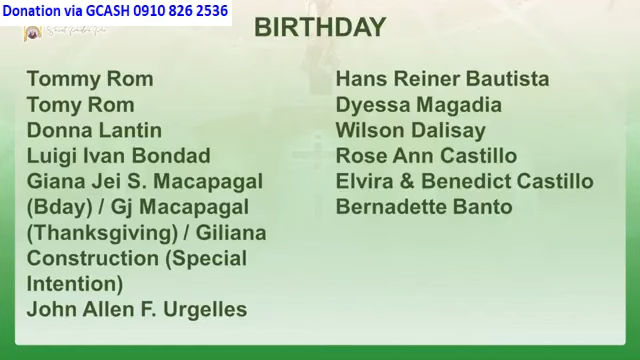 Donation via GCASH 0910 826 2536
BIRTHDAY
Tommy Rom
Tomy Rom
Donna Lantin
Luigi Ivan Bondad
Giana Jei S. Macapagal
(Bday) / Gj Macapagal
(Thanksgiving) / Giliana
Construction (Special
Intention)
John Allen F. Urgelles
Hans Reiner Bautista
Dyessa Magadia
Wilson Dalisay
Rose Ann Castillo
Elvira & Benedict Castillo
Bernadette Banto